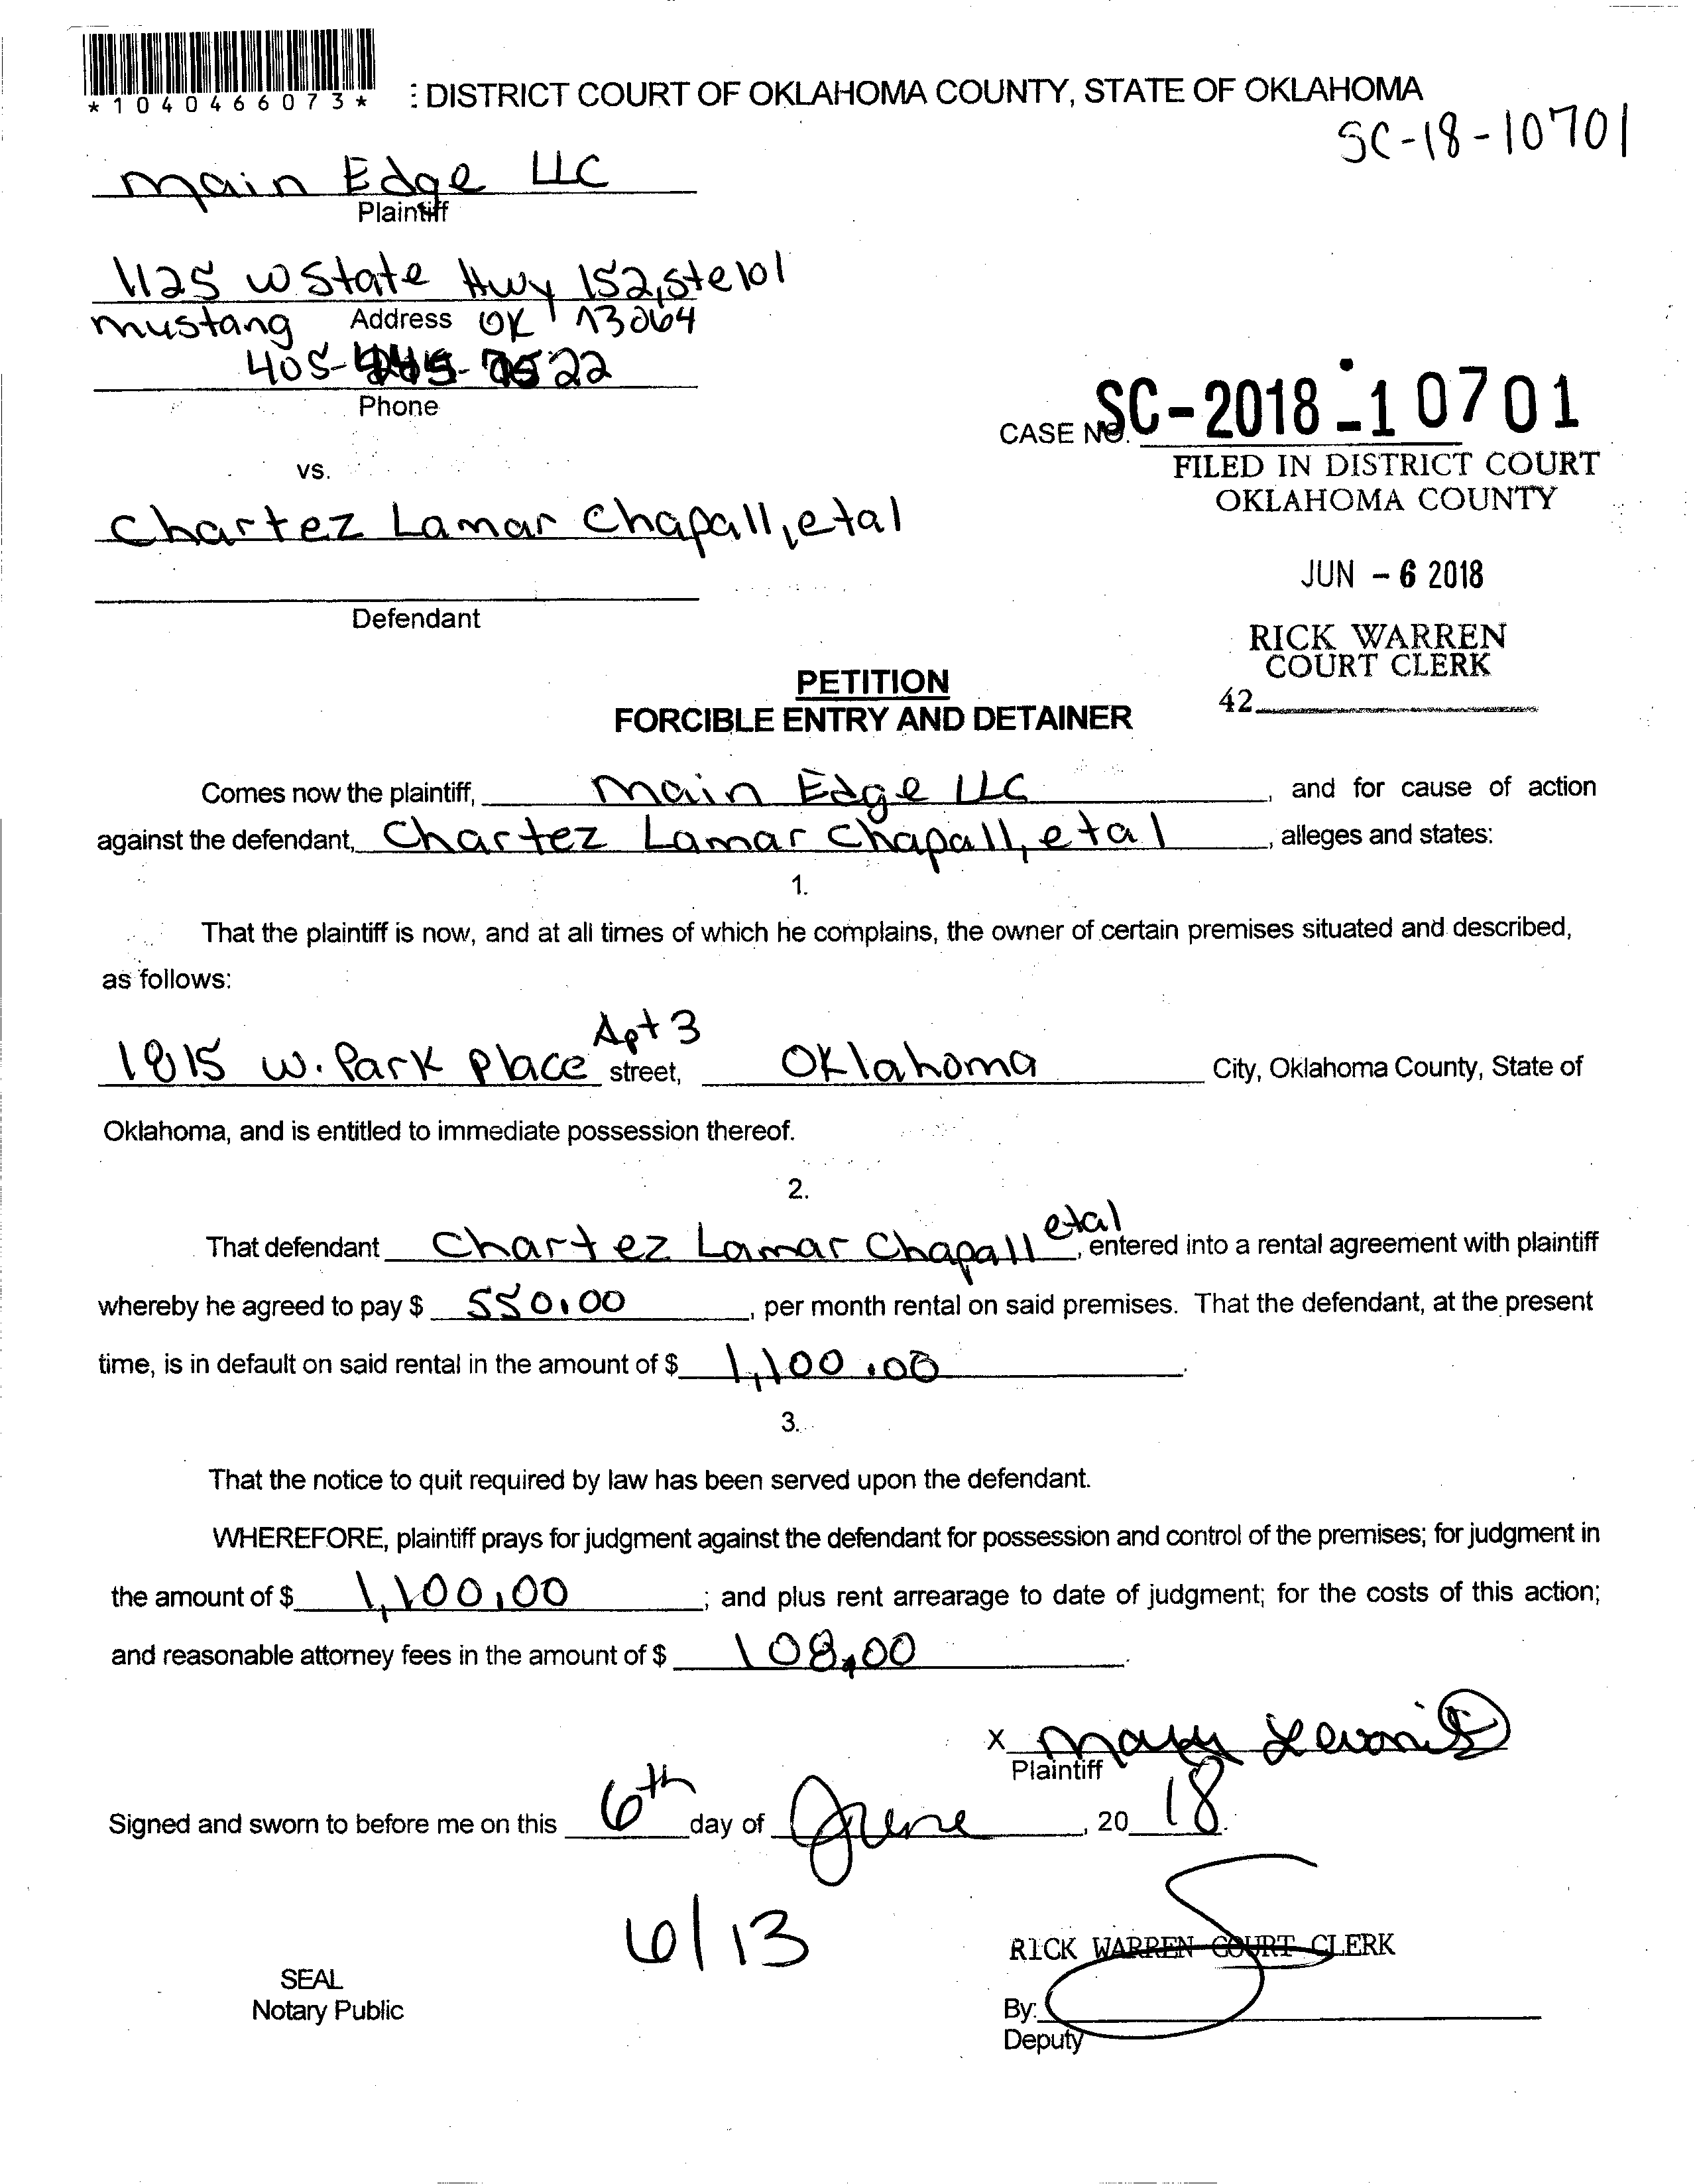 *1040466073*
: DISTRICT COURT OF OKLAHOMA COUNTY, STATE OF OKLAHOMA
SC-18-10701
Main Edge LLC
Plaintiff
1125 W State Hwy 152, Ste 101
Mustang Address OK 73064
405-
Phone
CASE NO. SC-2018-10701
vs.
FILED IN DISTRICT COURT
OKLAHOMA COUNTY
Chartez Lamar Chapall, etal
JUN - 6 2018
Defendant
RICK WARREN
COURT CLERK
42
PETITION
FORCIBLE ENTRY AND DETAINER
Comes now the plaintiff, Main Edge LLC, and for cause of action
against the defendant, Chartez Lamar Chapall, etal, alleges and states:
1.
That the plaintiff is now, and at all times of which he complains, the owner of certain premises situated and described,
as follows:
Apt 3
1815 W. Park Place street, Oklahoma City, Oklahoma County, State of
Oklahoma, and is entitled to immediate possession thereof.
2.
That defendant Chartez Lamar Chapall etal, entered into a rental agreement with plaintiff
whereby he agreed to pay $ 550.00, per month rental on said premises. That the defendant, at the present
time, is in default on said rental in the amount of $ 1,100.00.
3.
That the notice to quit required by law has been served upon the defendant.
WHEREFORE, plaintiff prays for judgment against the defendant for possession and control of the premises; for judgment in
the amount of $ 1,100.00; and plus rent arrearage to date of judgment; for the costs of this action;
and reasonable attorney fees in the amount of $ 108.00.
X Mary
Plaintiff
Signed and sworn to before me on this 6th day of June, 20 18.
6/13
RICK WARREN COURT CLERK
SEAL
Notary Public
By:
Deputy